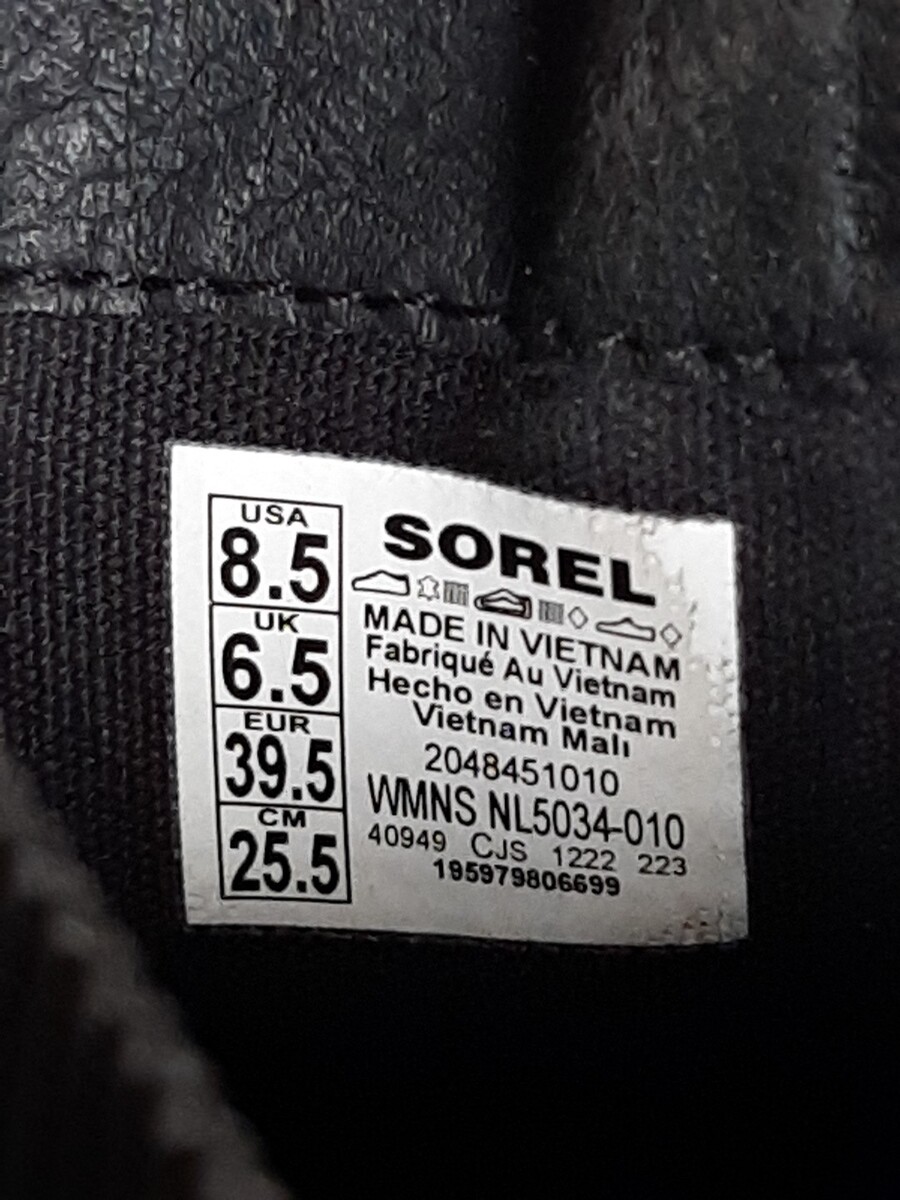 USA
8.5
UK
6.5
EUR
39.5
CM
25.5
SOREL
MADE IN VIETNAM
Fabriqué Au Vietnam
Hecho en Vietnam
Vietnam Malı
2048451010
WMNS NL5034-010
40949 CJS 1222 223
195979806699